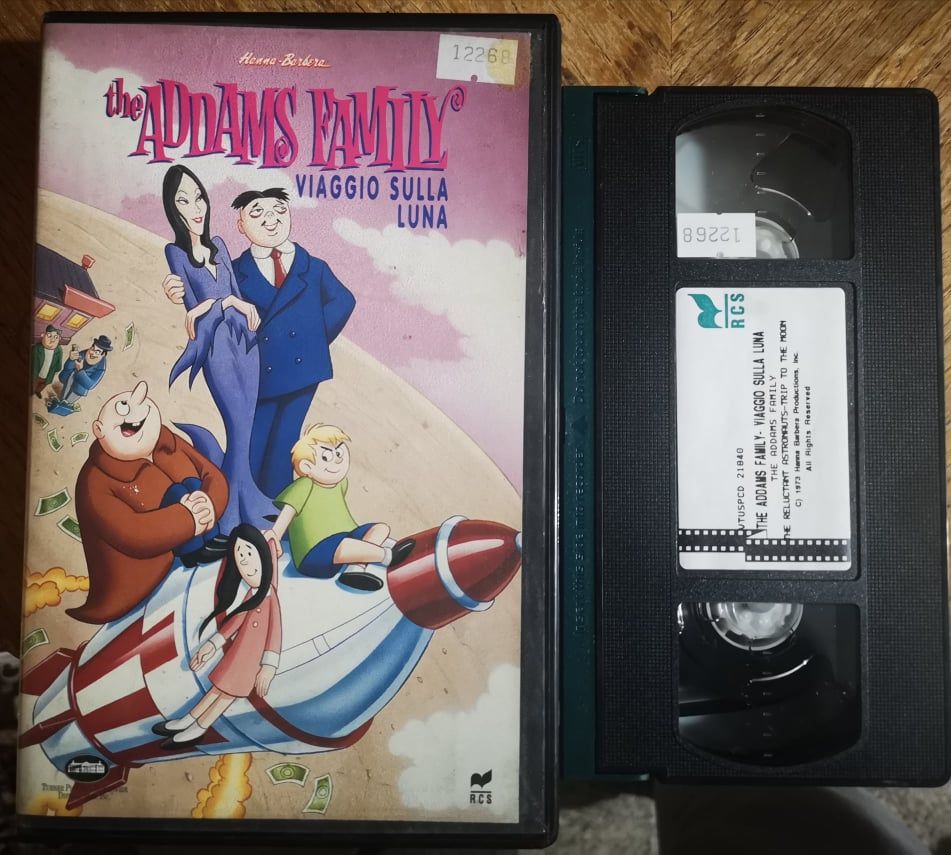 Hanna-Barbera
12268
the ADDAMS FAMILY
VIAGGIO SULLA
LUNA
RCS
12268
RCS
VTUSPCD 21840
THE ADDAMS FAMILY- VIAGGIO SULLA LUNA
THE ADDAMS FAMILY
THE RELUCTANT ASTRONAUTS-TRIP TO THE MOOM
C) 1973 Hanna Barbera Productions, Inc.
All Rights Reserved